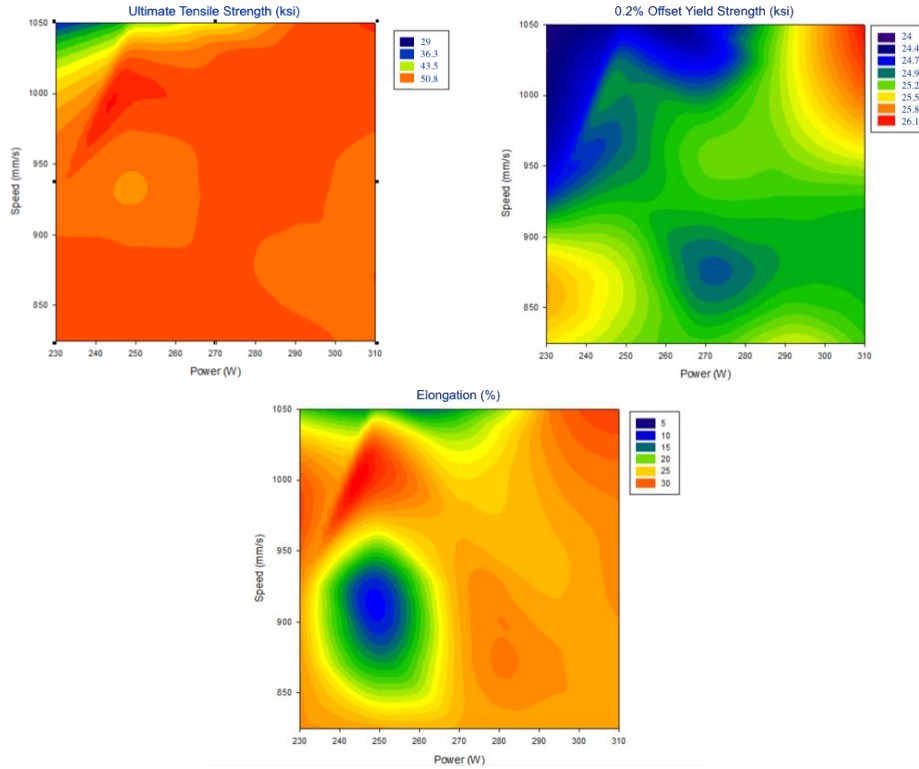 Ultimate Tensile Strength (ksi)
1050
1000
950
900
850
Speed (mm/s)
230 240 250 260 270 280 290 300 310
Power (W)
29
36.3
43.5
50.8
0.2% Offset Yield Strength (ksi)
1050
1000
950
900
850
Speed (mm/s)
230 240 250 260 270 280 290 300 310
Power (W)
24
24.4
24.7
24.9
25.2
25.5
25.8
26.1
Elongation (%)
1050
1000
950
900
850
Speed (mm/s)
230 240 250 260 270 280 290 300 310
Power (W)
5
10
15
20
25
30